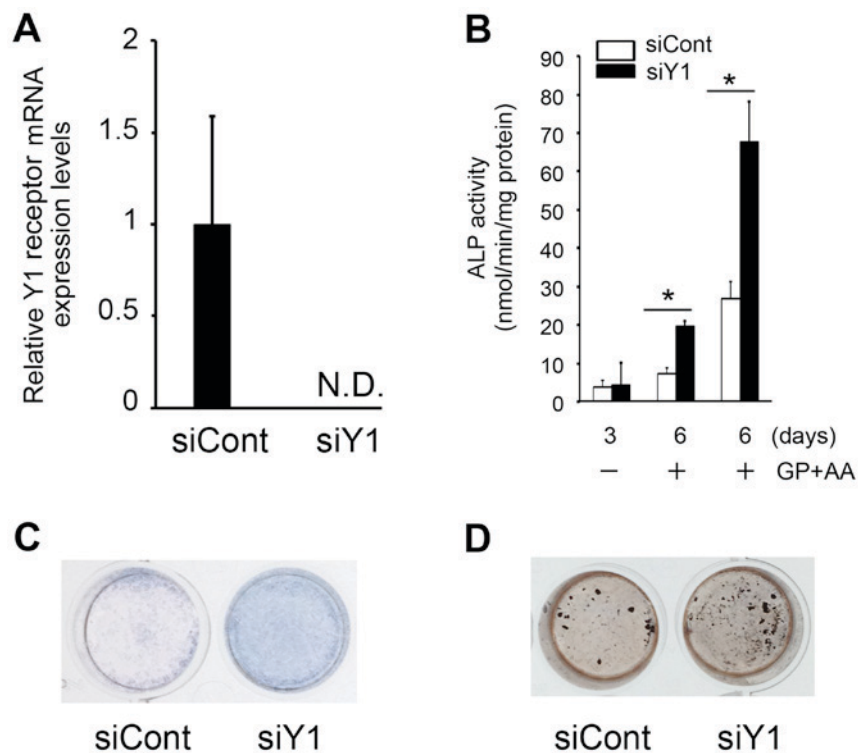 A
Relative Y1 receptor mRNA
expression levels
2
1.5
1
0.5
0
N.D.
siCont siY1
B
siCont
siY1
ALP activity
(nmol/min/mg protein)
90
80
70
60
50
40
30
20
10
0
*
*
3 6 6 (days)
− + + GP+AA
C
siCont siY1
D
siCont siY1